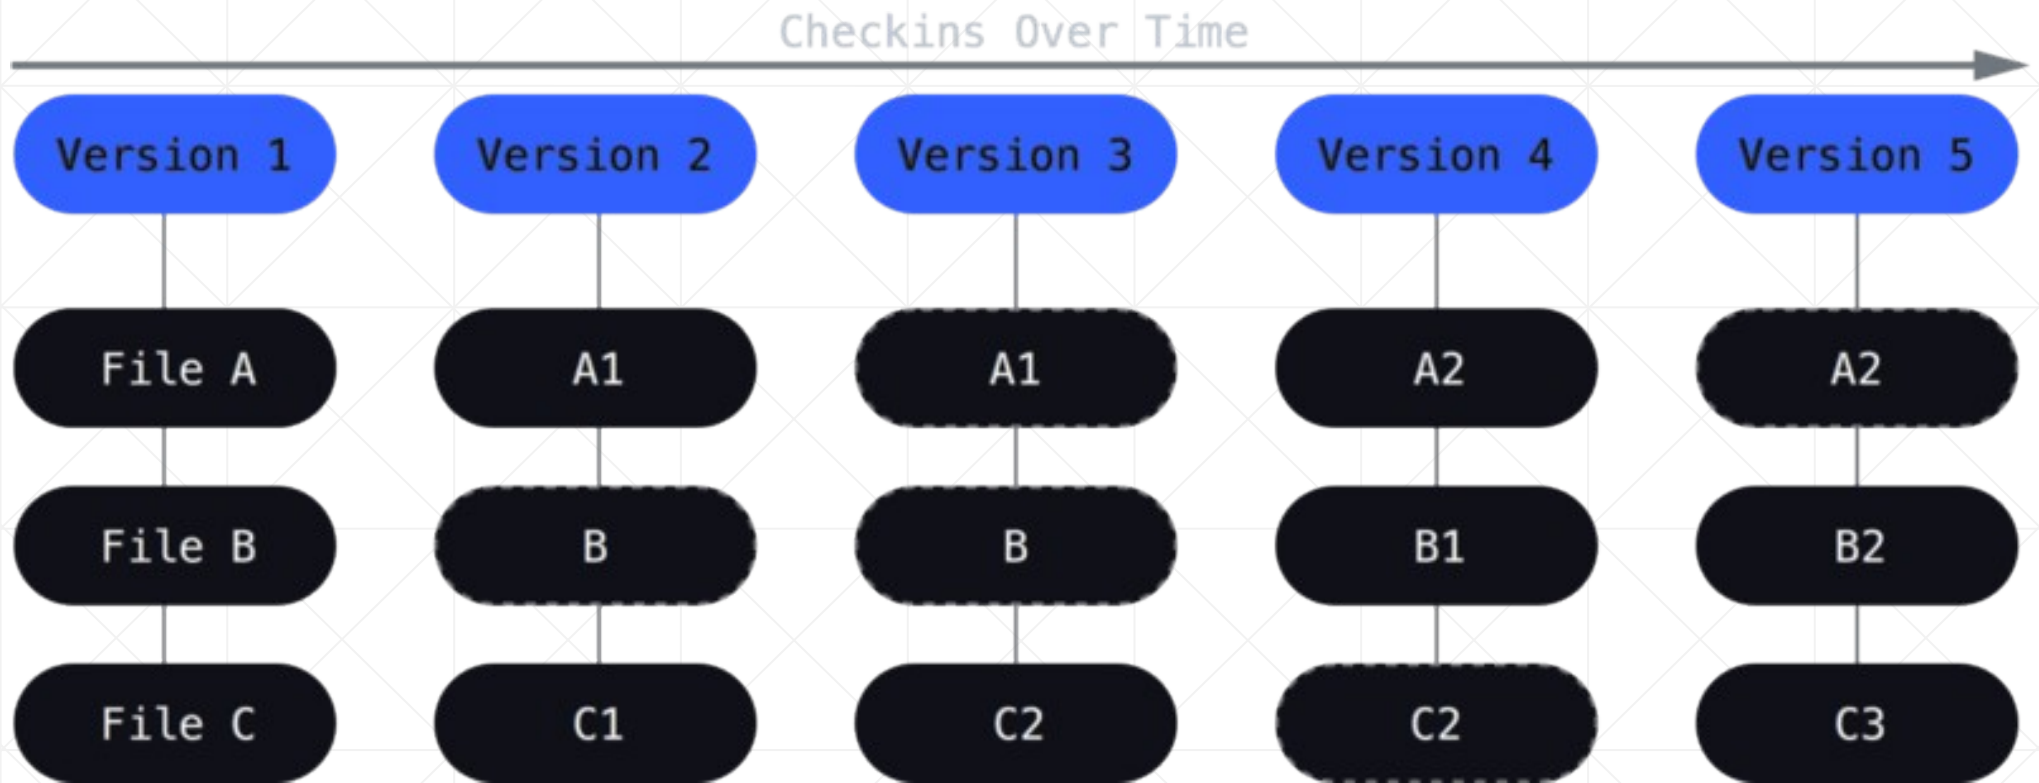 Checkins Over Time
Version 1 Version 2 Version 3 Version 4 Version 5
File A A1 A1 A2 A2
File B B B B1 B2
File C C1 C2 C2 C3